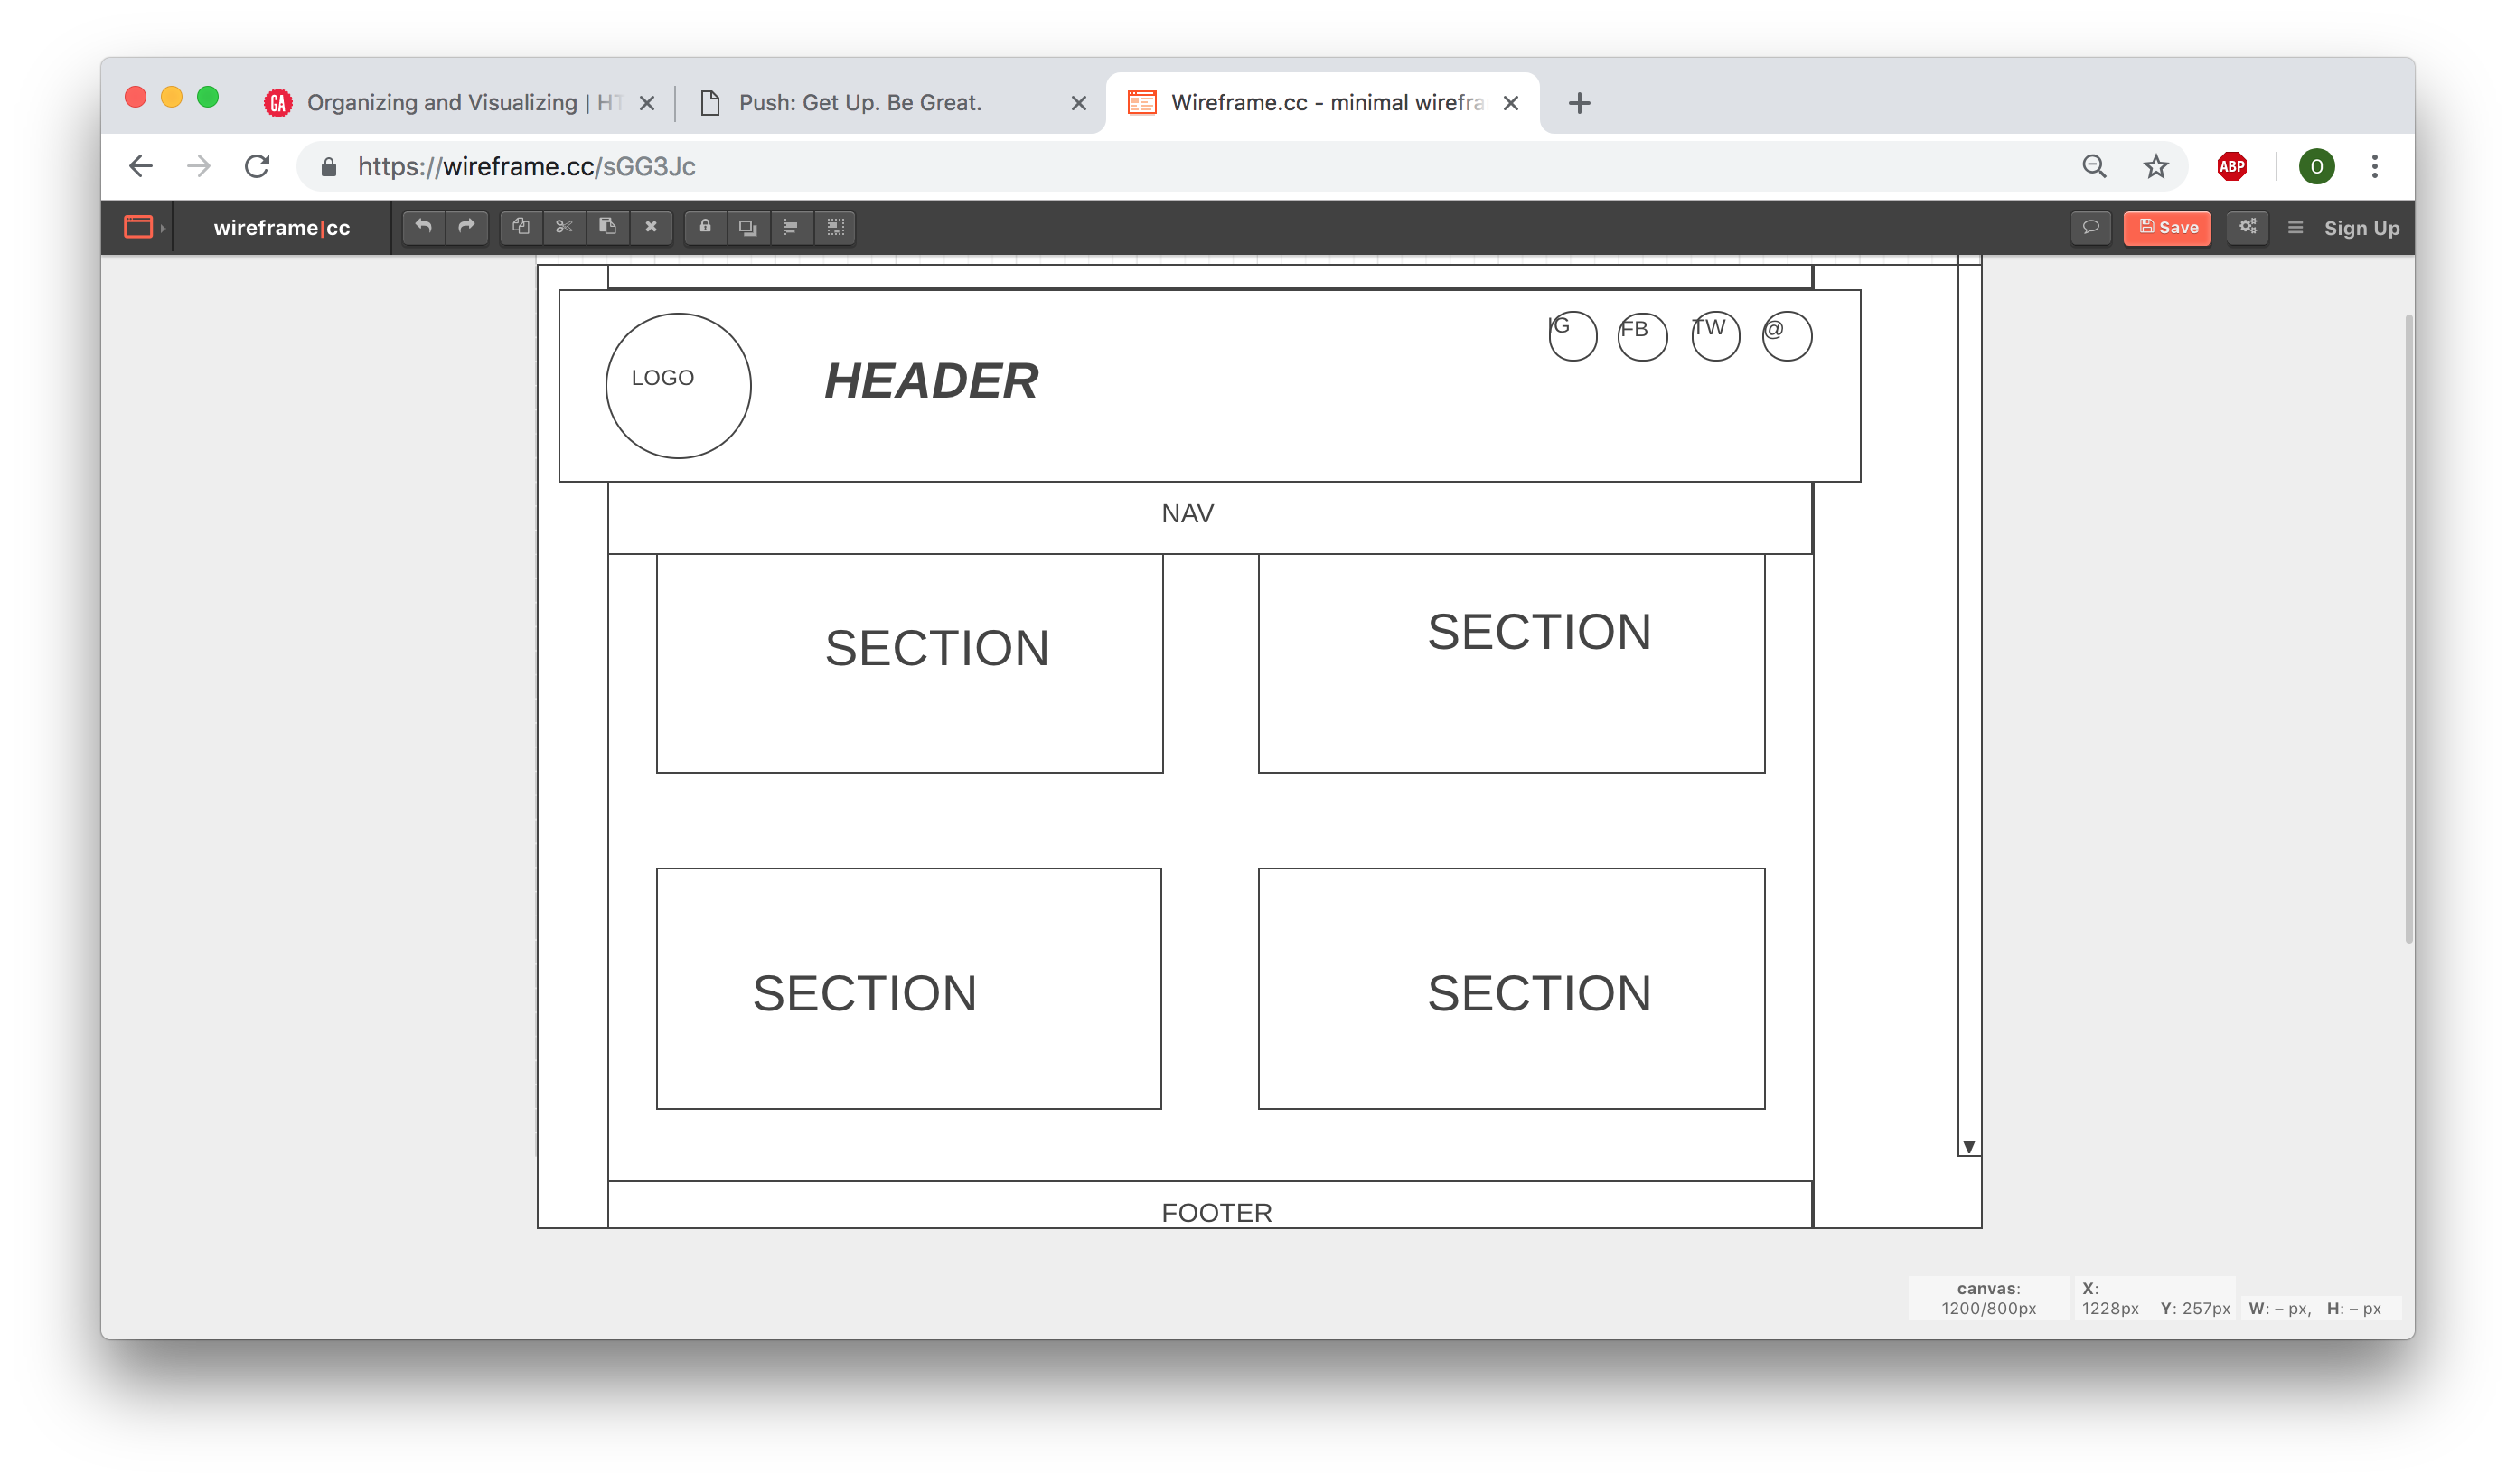 GA Organizing and Visualizing | HT
Push: Get Up. Be Great.
Wireframe.cc - minimal wirefra
https://wireframe.cc/sGG3Jc
ABP
O
wireframe|cc
Save
Sign Up
LOGO
HEADER
IG
FB
TW
@
NAV
SECTION
SECTION
SECTION
SECTION
FOOTER
canvas:
1200/800px
X:
1228px Y: 257px
W: – px, H: – px